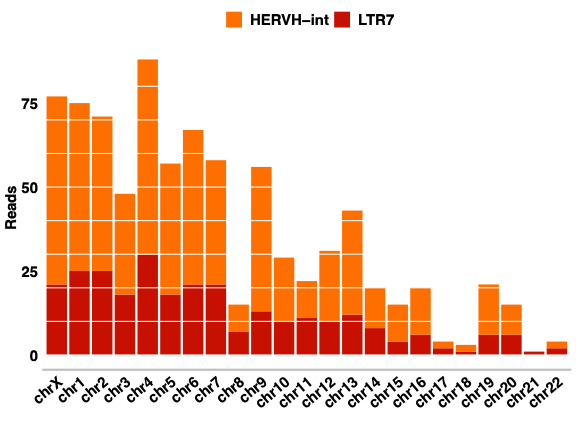 HERVH−int LTR7
Reads
75
50
25
0
chrX chr1 chr2 chr3 chr4 chr5 chr6 chr7 chr8 chr9 chr10 chr11 chr12 chr13 chr14 chr15 chr16 chr17 chr18 chr19 chr20 chr21 chr22